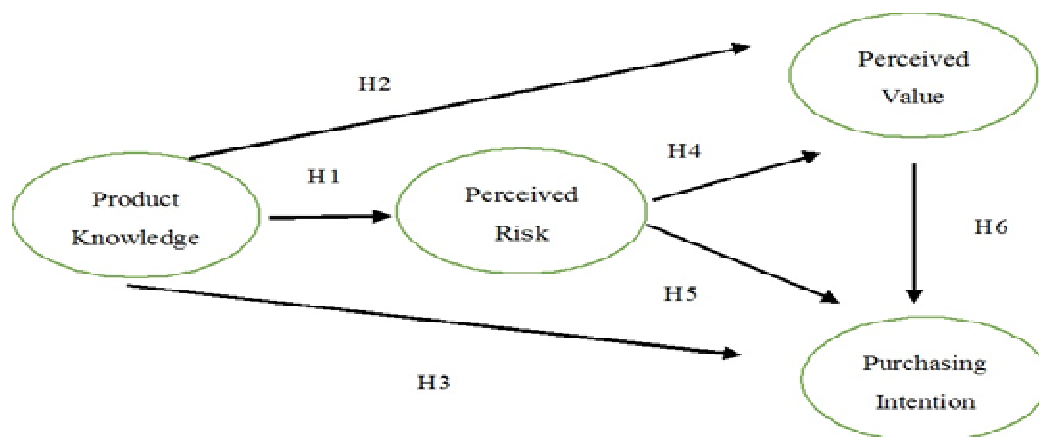 Perceived
Value
H2
H4
H1
Product
Knowledge
Perceived
Risk
H6
H5
H3
Purchasing
Intention